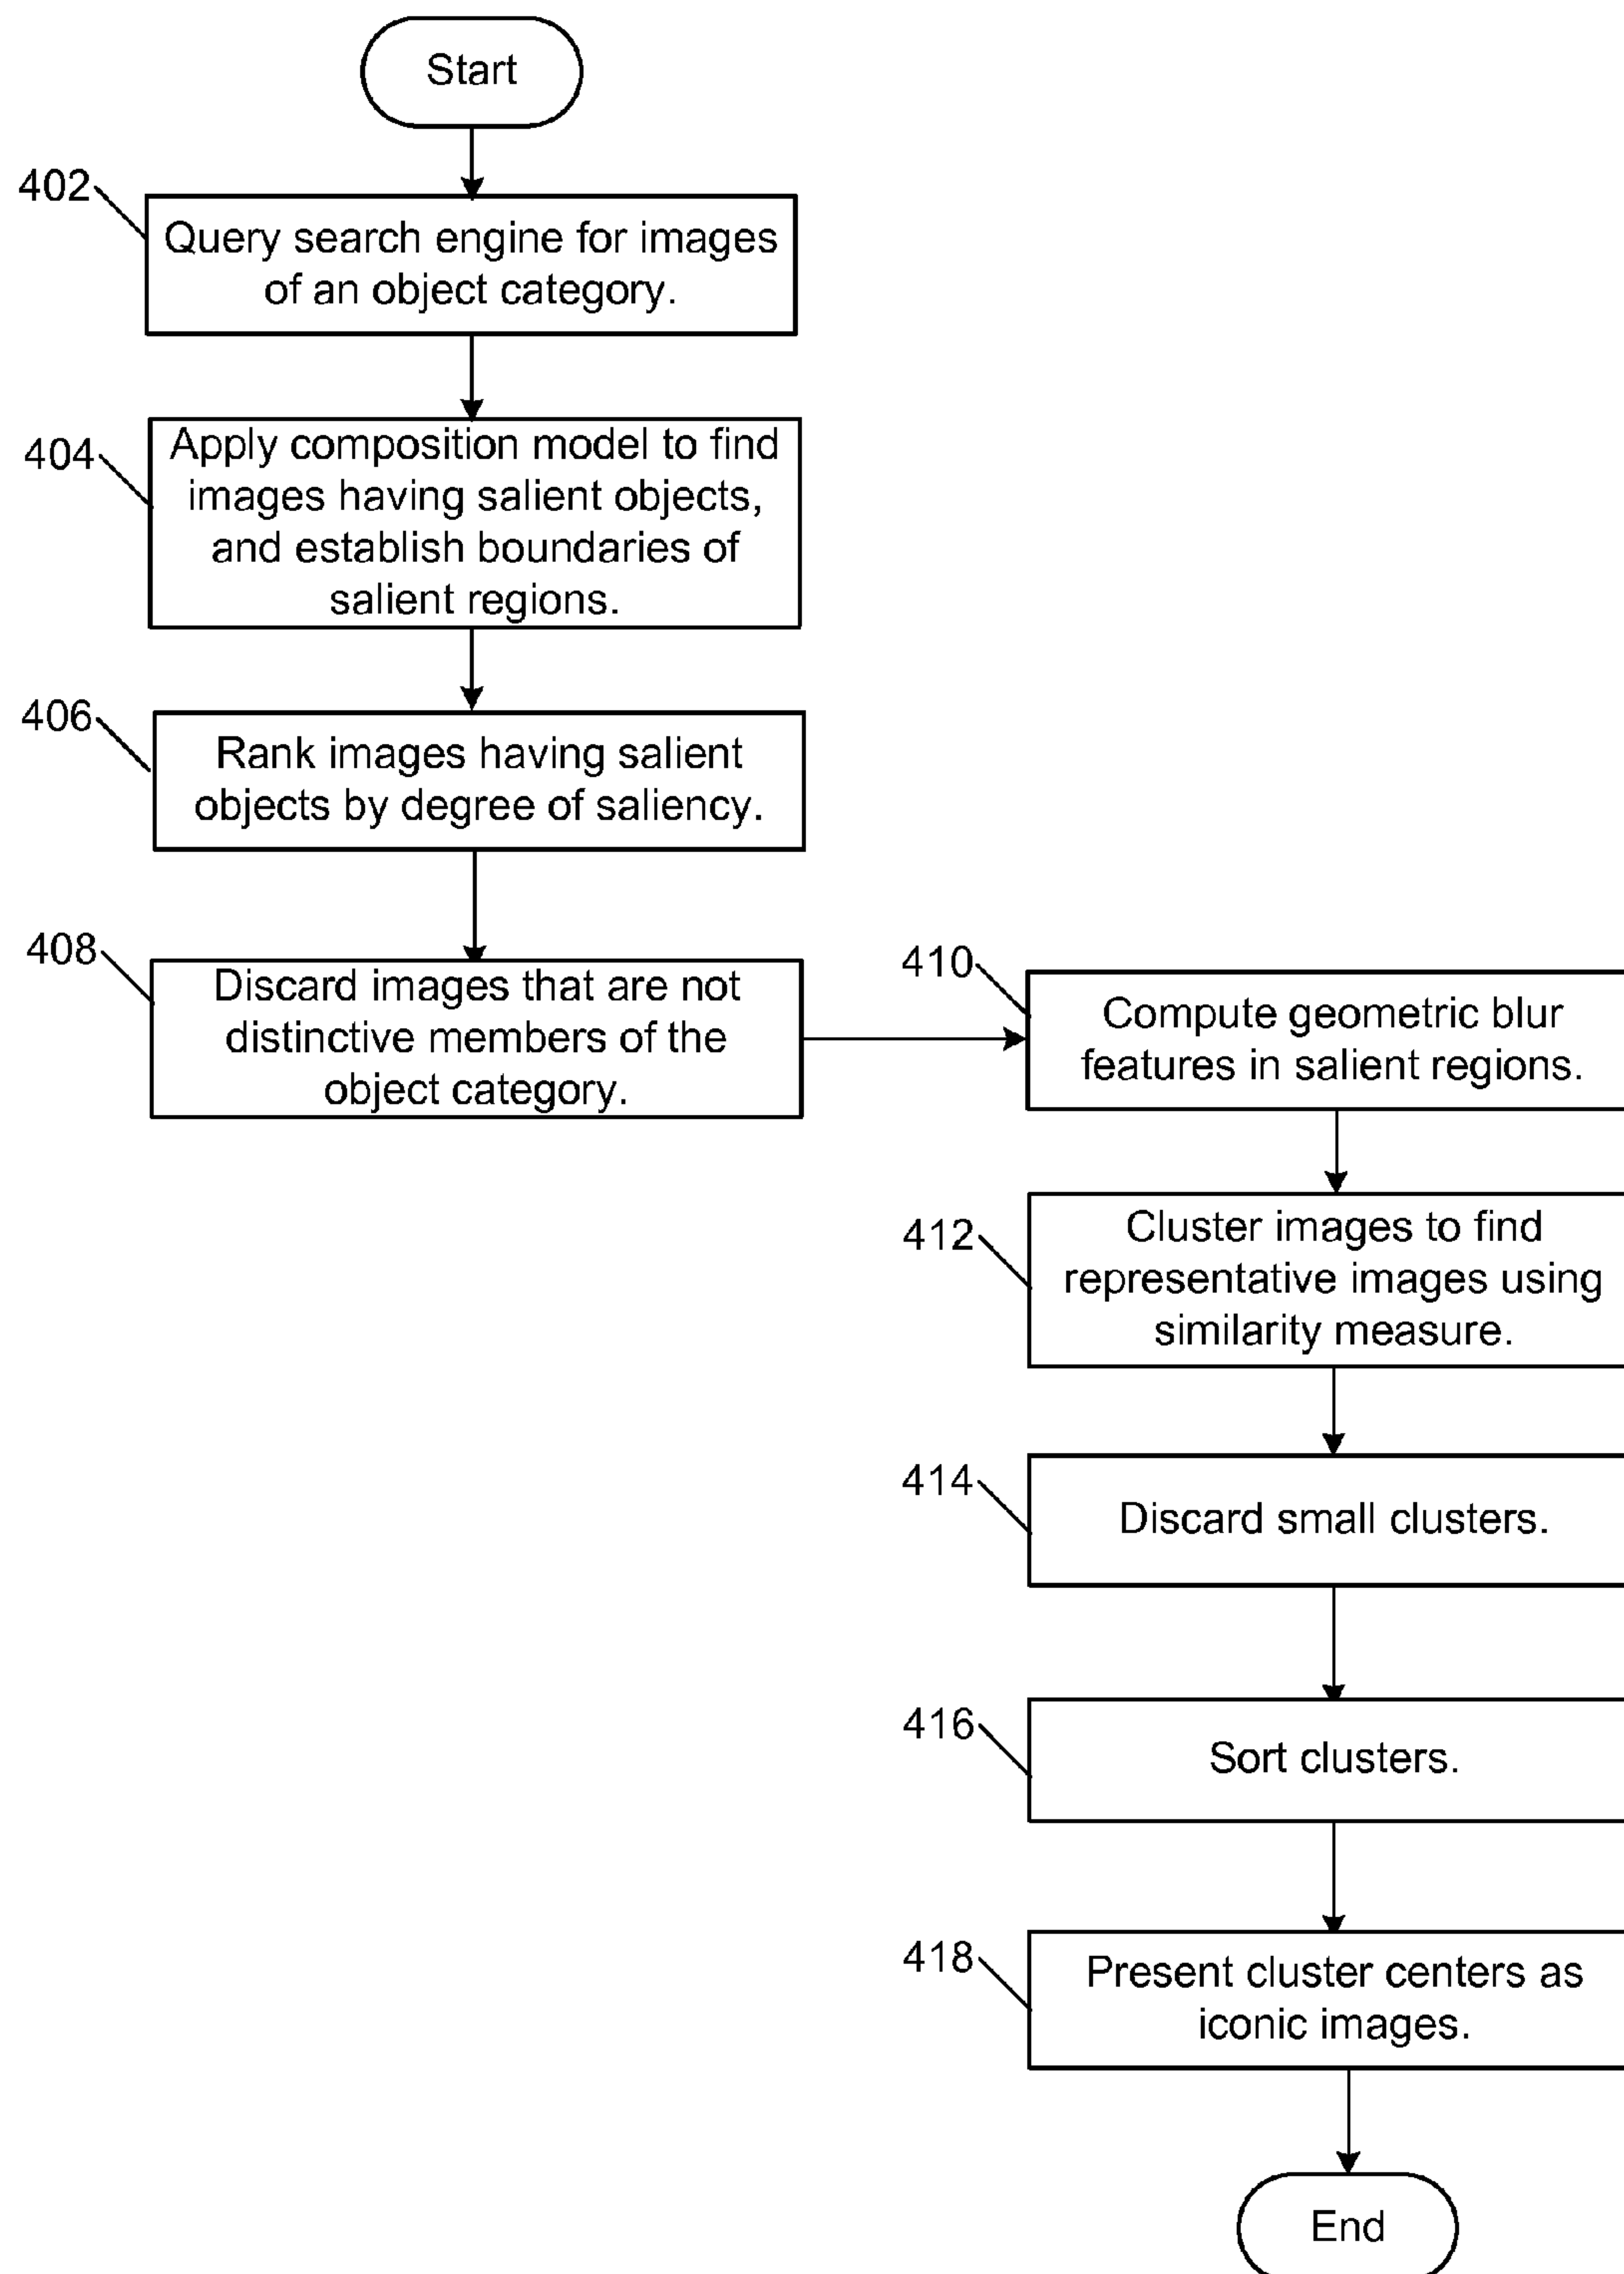 Start
402
Query search engine for images
of an object category.
404
Apply composition model to find
images having salient objects,
and establish boundaries of
salient regions.
406
Rank images having salient
objects by degree of saliency.
408
Discard images that are not
distinctive members of the
object category.
410
Compute geometric blur
features in salient regions.
412
Cluster images to find
representative images using
similarity measure.
414
Discard small clusters.
416
Sort clusters.
418
Present cluster centers as
iconic images.
End